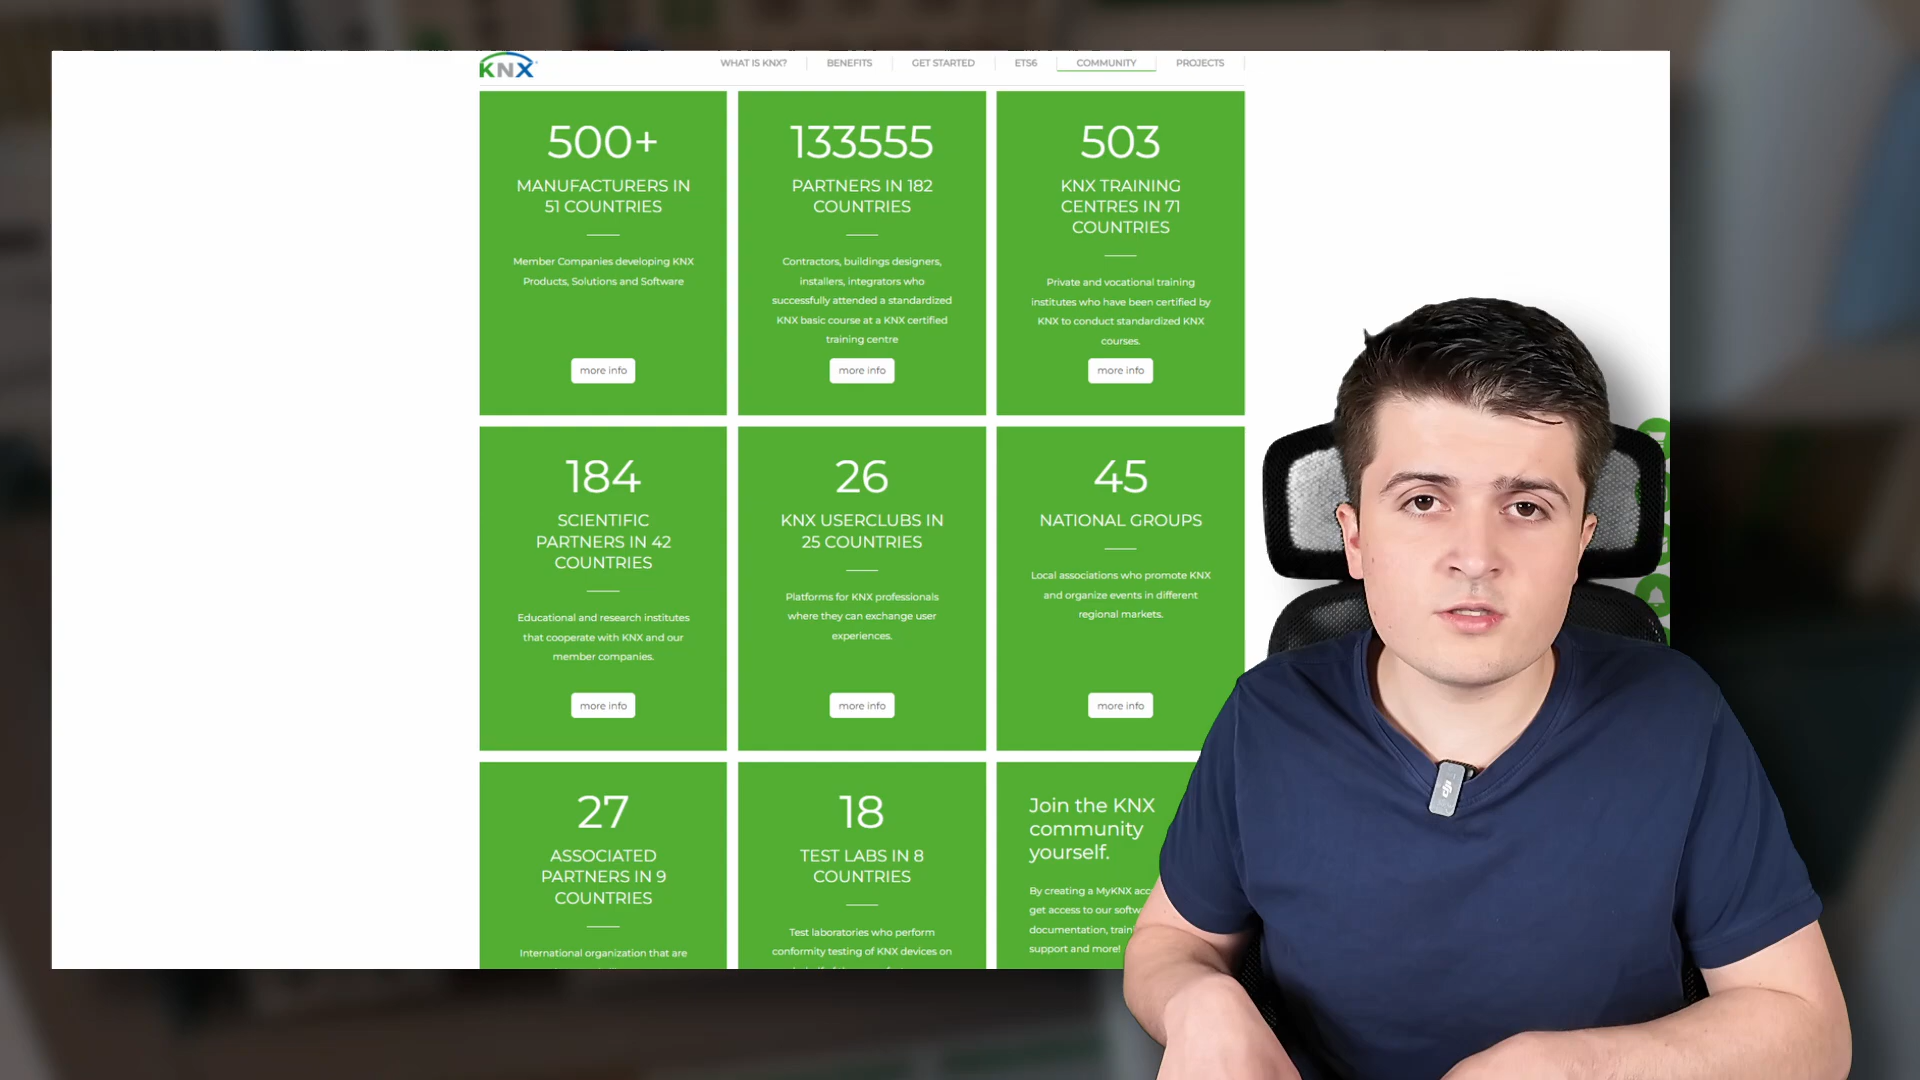 KNX
WHAT IS KNX?
BENEFITS
GET STARTED
ETS6
COMMUNITY
PROJECTS
500+
MANUFACTURERS IN
51 COUNTRIES
Member Companies developing KNX
Products, Solutions and Software
more info
133555
PARTNERS IN 182
COUNTRIES
Contractors, buildings designers,
installers, integrators who
successfully attended a standardized
KNX basic course at a KNX certified
training centre
more info
503
KNX TRAINING
CENTRES IN 71
COUNTRIES
Private and vocational training
institutes who have been certified by
KNX to conduct standardized KNX
courses.
more info
184
SCIENTIFIC
PARTNERS IN 42
COUNTRIES
Educational and research institutes
that cooperate with KNX and our
member companies.
more info
26
KNX USERCLUBS IN
25 COUNTRIES
Platforms for KNX professionals
where they can exchange user
experiences.
more info
45
NATIONAL GROUPS
Local associations who promote KNX
and organize events in different
regional markets.
more info
27
ASSOCIATED
PARTNERS IN 9
COUNTRIES
International organization that are
18
TEST LABS IN 8
COUNTRIES
Test laboratories who perform
conformity testing of KNX devices on
Join the KNX
community
yourself.
By creating a MyKNX
get access to our
documentation,
support and more!